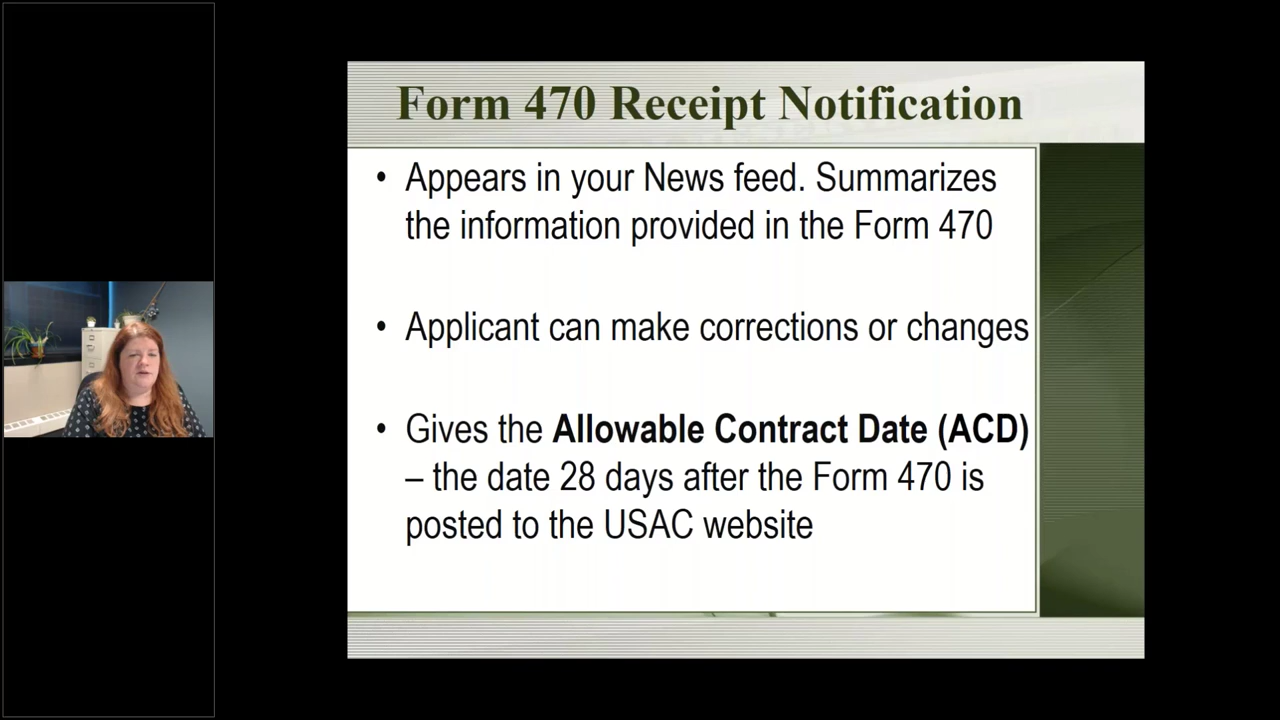 Form 470 Receipt Notification
• Appears in your News feed. Summarizes
the information provided in the Form 470
• Applicant can make corrections or changes
• Gives the Allowable Contract Date (ACD)
– the date 28 days after the Form 470 is
posted to the USAC website